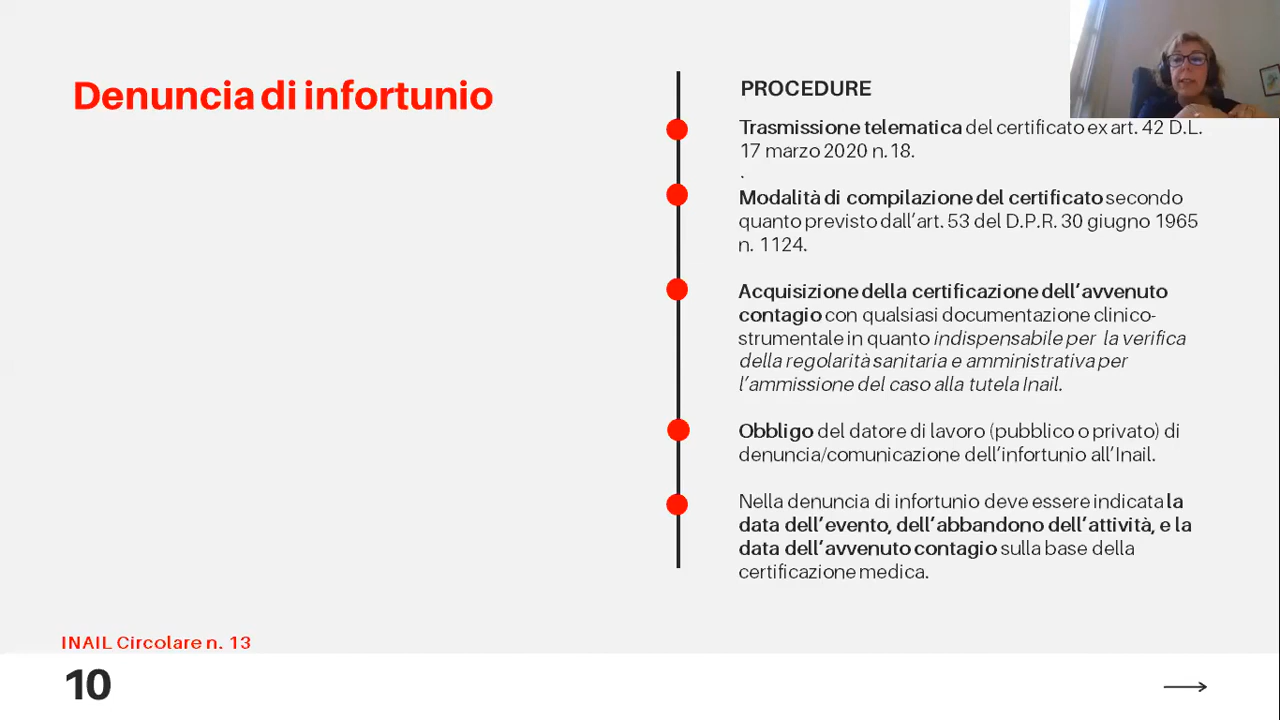 Denuncia di infortunio
PROCEDURE
Trasmissione telematica del certificato ex art. 42 D.L.
17 marzo 2020 n.18.
.
Modalità di compilazione del certificato secondo
quanto previsto dall'art. 53 del D.P.R. 30 giugno 1965
n. 1124.
Acquisizione della certificazione dell'avvenuto
contagio con qualsiasi documentazione clinico-
strumentale in quanto indispensabile per la verifica
della regolarità sanitaria e amministrativa per
l'ammissione del caso alla tutela Inail.
Obbligo del datore di lavoro (pubblico o privato) di
denuncia/comunicazione dell'infortunio all'Inail.
Nella denuncia di infortunio deve essere indicata la
data dell'evento, dell'abbandono dell'attività, e la
data dell'avvenuto contagio sulla base della
certificazione medica.
INAIL Circolare n. 13
10